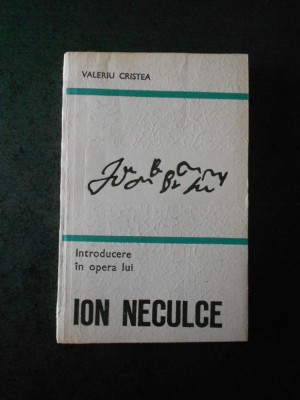 VALERIU CRISTEA
Introducere
în opera lui
ION NECULCE